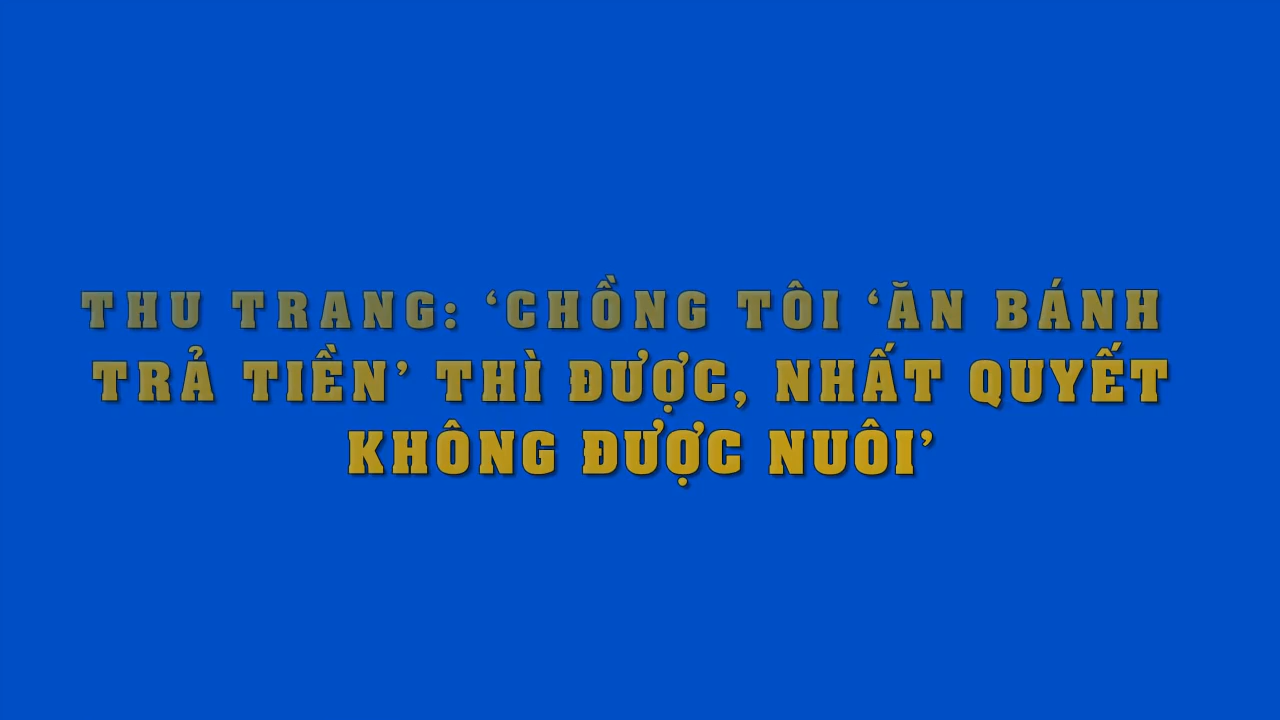 THU TRANG: ‘CHỒNG TÔI ‘ĂN BÁNH
TRẢ TIỀN’ THÌ ĐƯỢC, NHẤT QUYẾT
KHÔNG ĐƯỢC NUÔI’